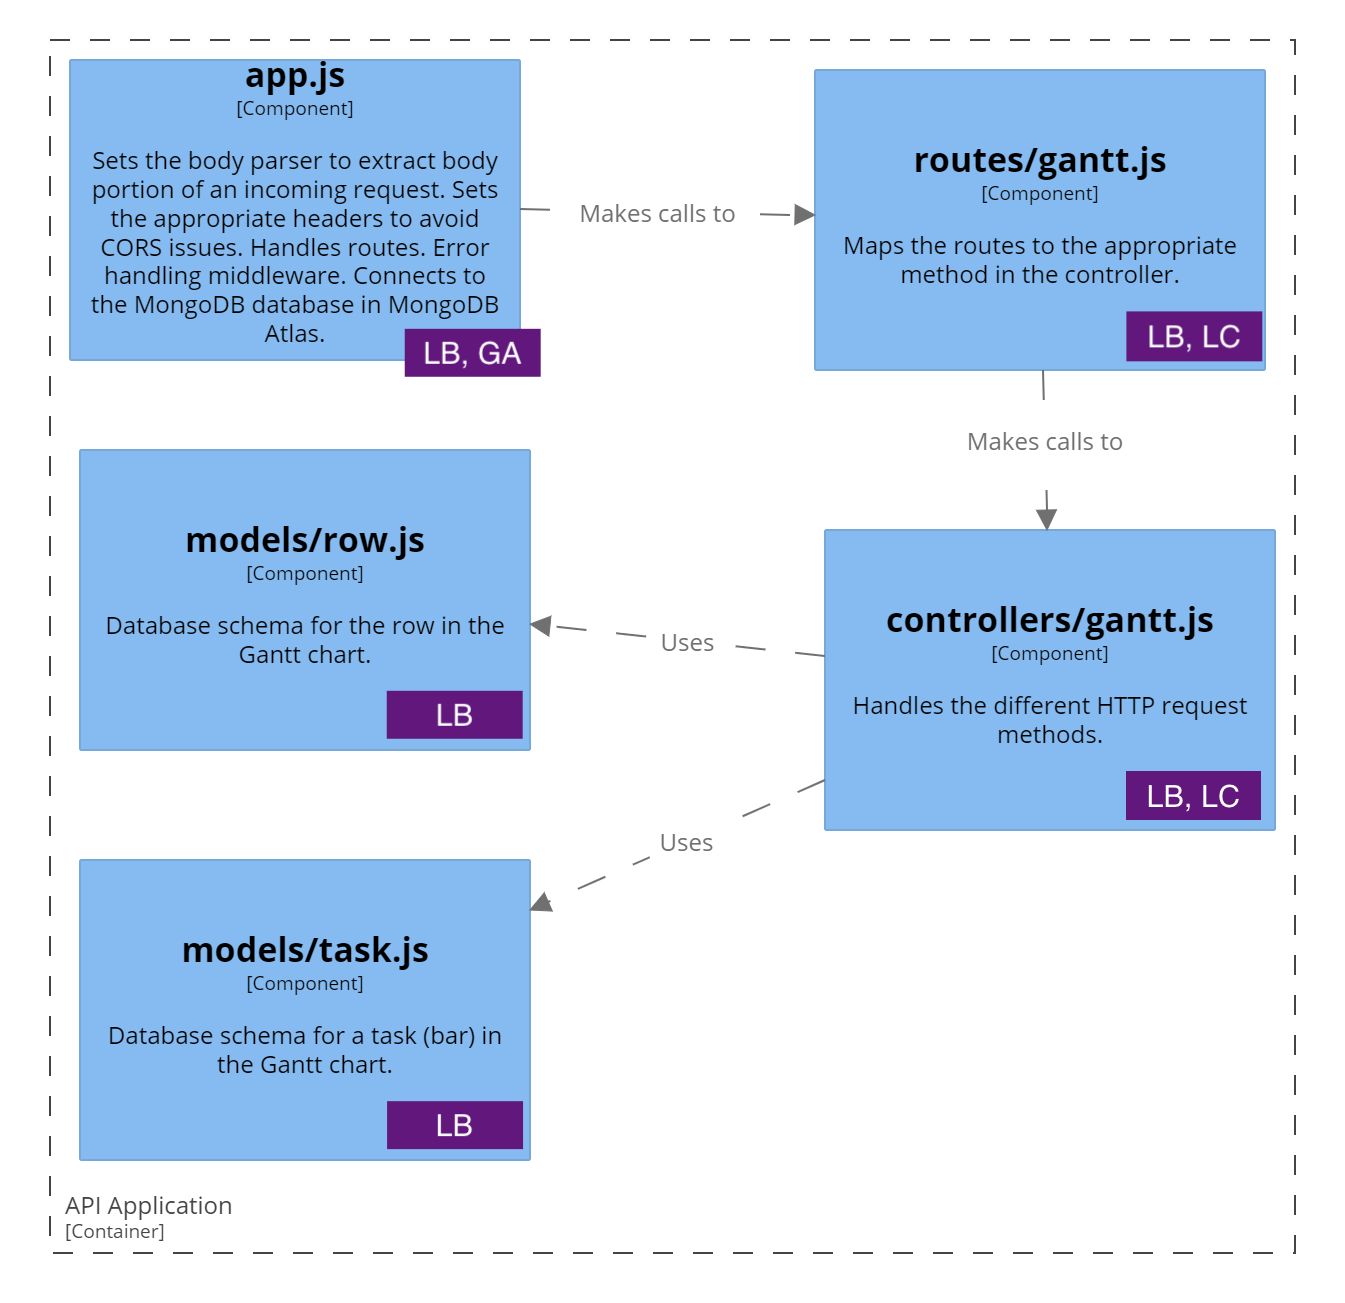 app.js
[Component]
Sets the body parser to extract body
portion of an incoming request. Sets
the appropriate headers to avoid
CORS issues. Handles routes. Error
handling middleware. Connects to
the MongoDB database in MongoDB
Atlas.
LB, GA
Makes calls to
routes/gantt.js
[Component]
Maps the routes to the appropriate
method in the controller.
LB, LC
Makes calls to
controllers/gantt.js
[Component]
Handles the different HTTP request
methods.
LB, LC
Uses
models/row.js
[Component]
Database schema for the row in the
Gantt chart.
LB
Uses
models/task.js
[Component]
Database schema for a task (bar) in
the Gantt chart.
LB
API Application
[Container]